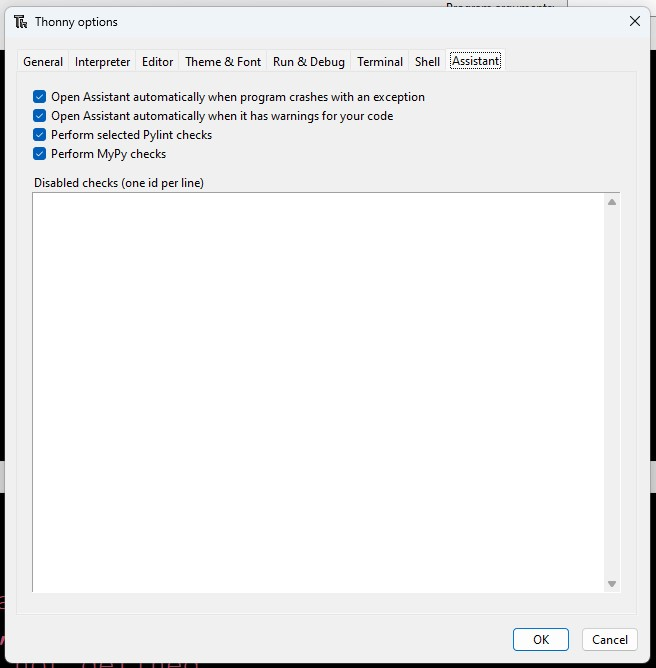 Program arguments:
Thonny options
General Interpreter Editor Theme & Font Run & Debug Terminal Shell Assistant
Open Assistant automatically when program crashes with an exception
Open Assistant automatically when it has warnings for your code
Perform selected Pylint checks
Perform MyPy checks
Disabled checks (one id per line)
OK Cancel